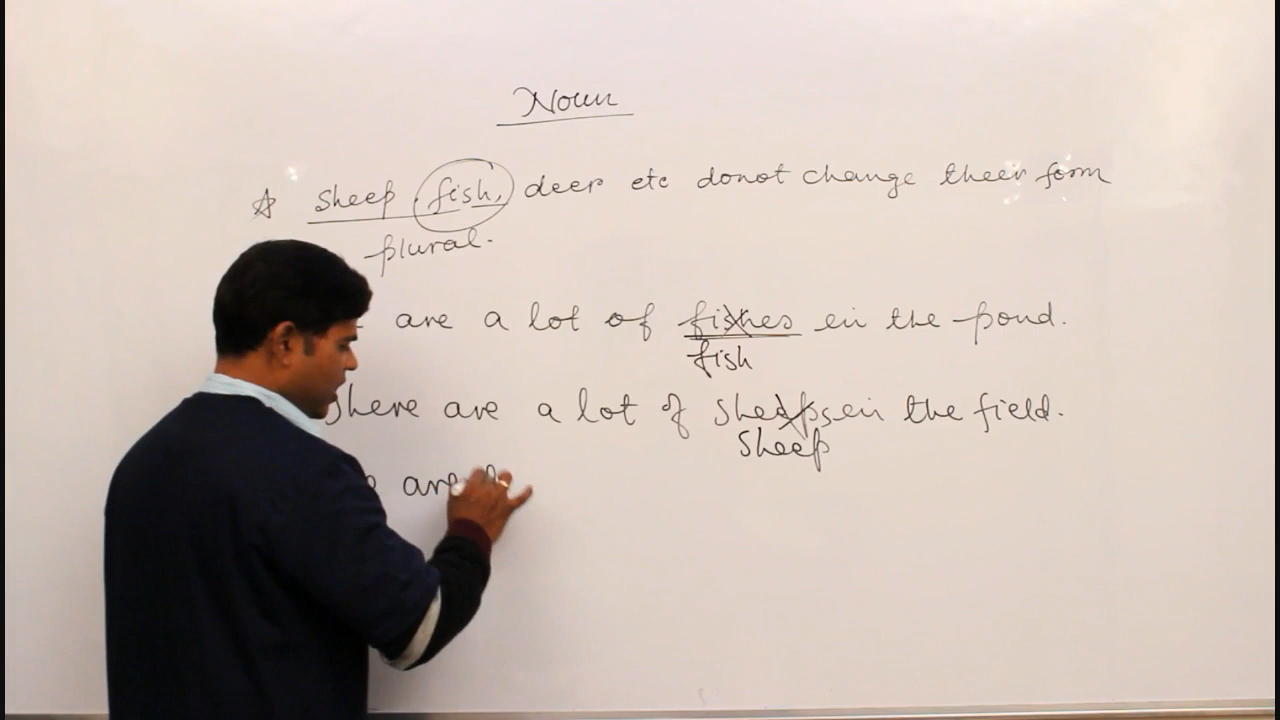 Noun
☆ Sheep, fish, deer etc donot change their form
plural.
are a lot of fishes in the pond.
fish
There are a lot of sheeps in the field.
Sheep
are